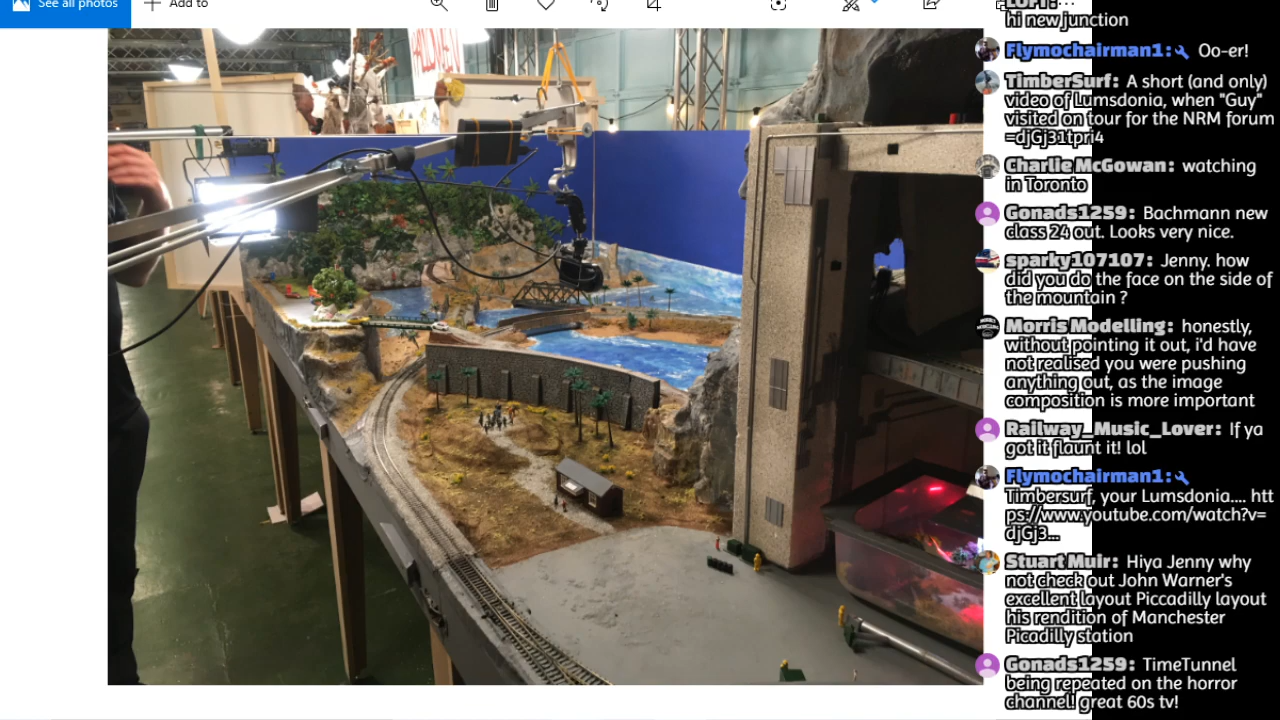 See all photos
Add to
LOFI:
hi new junction
Flymochairman1: Oo-er!
TimberSurf: A short (and only)
video of Lumsdonia, when "Guy"
visited on tour for the NRM forum
=djGj31tpri4
Charlie McGowan: watching
in Toronto
Gonads1259: Bachmann new
class 24 out. Looks very nice.
sparky107107: Jenny. how
did you do the face on the side of
the mountain ?
Morris Modelling: honestly,
without pointing it out, i'd have
not realised you were pushing
anything out, as the image
composition is more important
Railway_Music_Lover: If ya
got it flaunt it! lol
Flymochairman1:
Timbersurf, your Lumsdonia.... htt
ps://www.youtube.com/watch?v=
djGj3...
Stuart Muir: Hiya Jenny why
not check out John Warner's
excellent layout Piccadilly layout
his rendition of Manchester
Picadilly station
Gonads1259: TimeTunnel
being repeated on the horror
channel! great 60s tv!